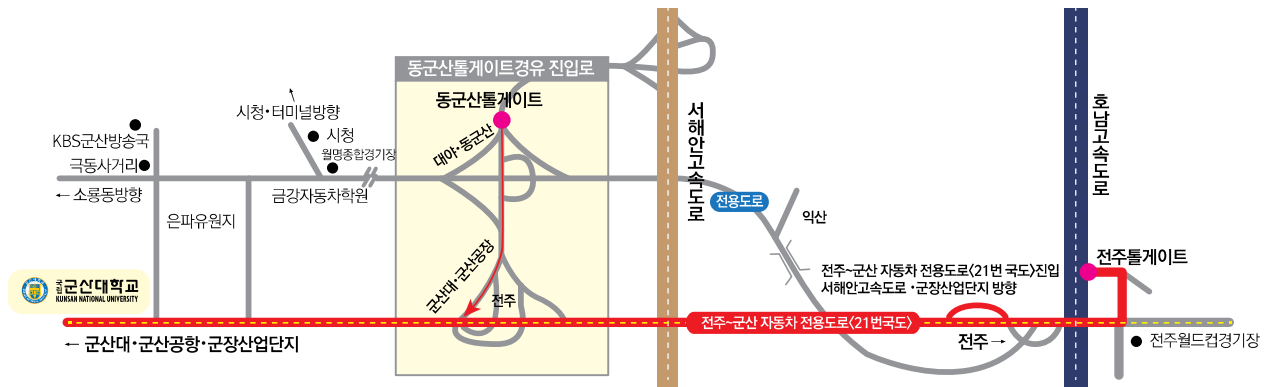 동군산톨게이트경유 진입로
동군산톨게이트
시청·터미널방향
시청
월명종합경기장
KBS군산방송국
극동사거리
← 소룡동방향
은파유원지
금강자동차학원
대야·동군산
군산대·군산공장
전주
서해안고속도로
전용도로
익산
호남고속도로
전주톨게이트
전주~군산 자동차 전용도로<21번 국도>진입
서해안고속도로 ·군장산업단지 방향
국립 군산대학교
KUNSAN NATIONAL UNIVERSITY
전주~군산 자동차 전용도로<21번국도>
← 군산대·군산공항·군장산업단지
전주→
전주월드컵경기장